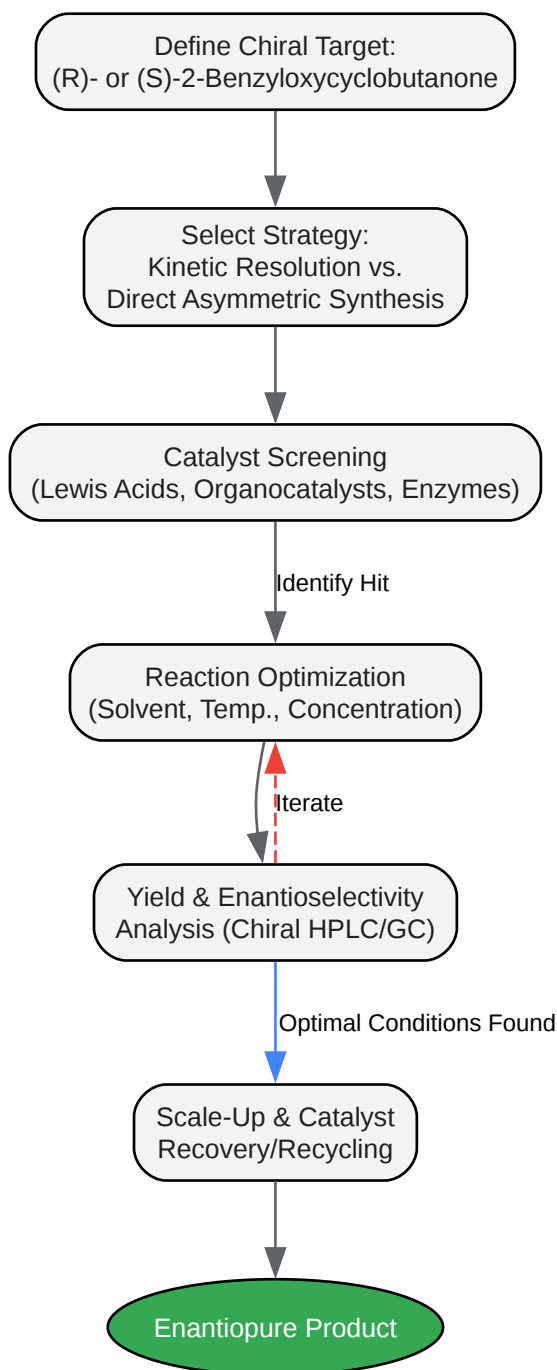 Define Chiral Target:
(R)- or (S)-2-Benzyloxycyclobutanone
Select Strategy:
Kinetic Resolution vs.
Direct Asymmetric Synthesis
Catalyst Screening
(Lewis Acids, Organocatalysts, Enzymes)
Identify Hit
Reaction Optimization
(Solvent, Temp., Concentration)
Iterate
Yield & Enantioselectivity
Analysis (Chiral HPLC/GC)
Optimal Conditions Found
Scale-Up & Catalyst
Recovery/Recycling
Enantiopure Product